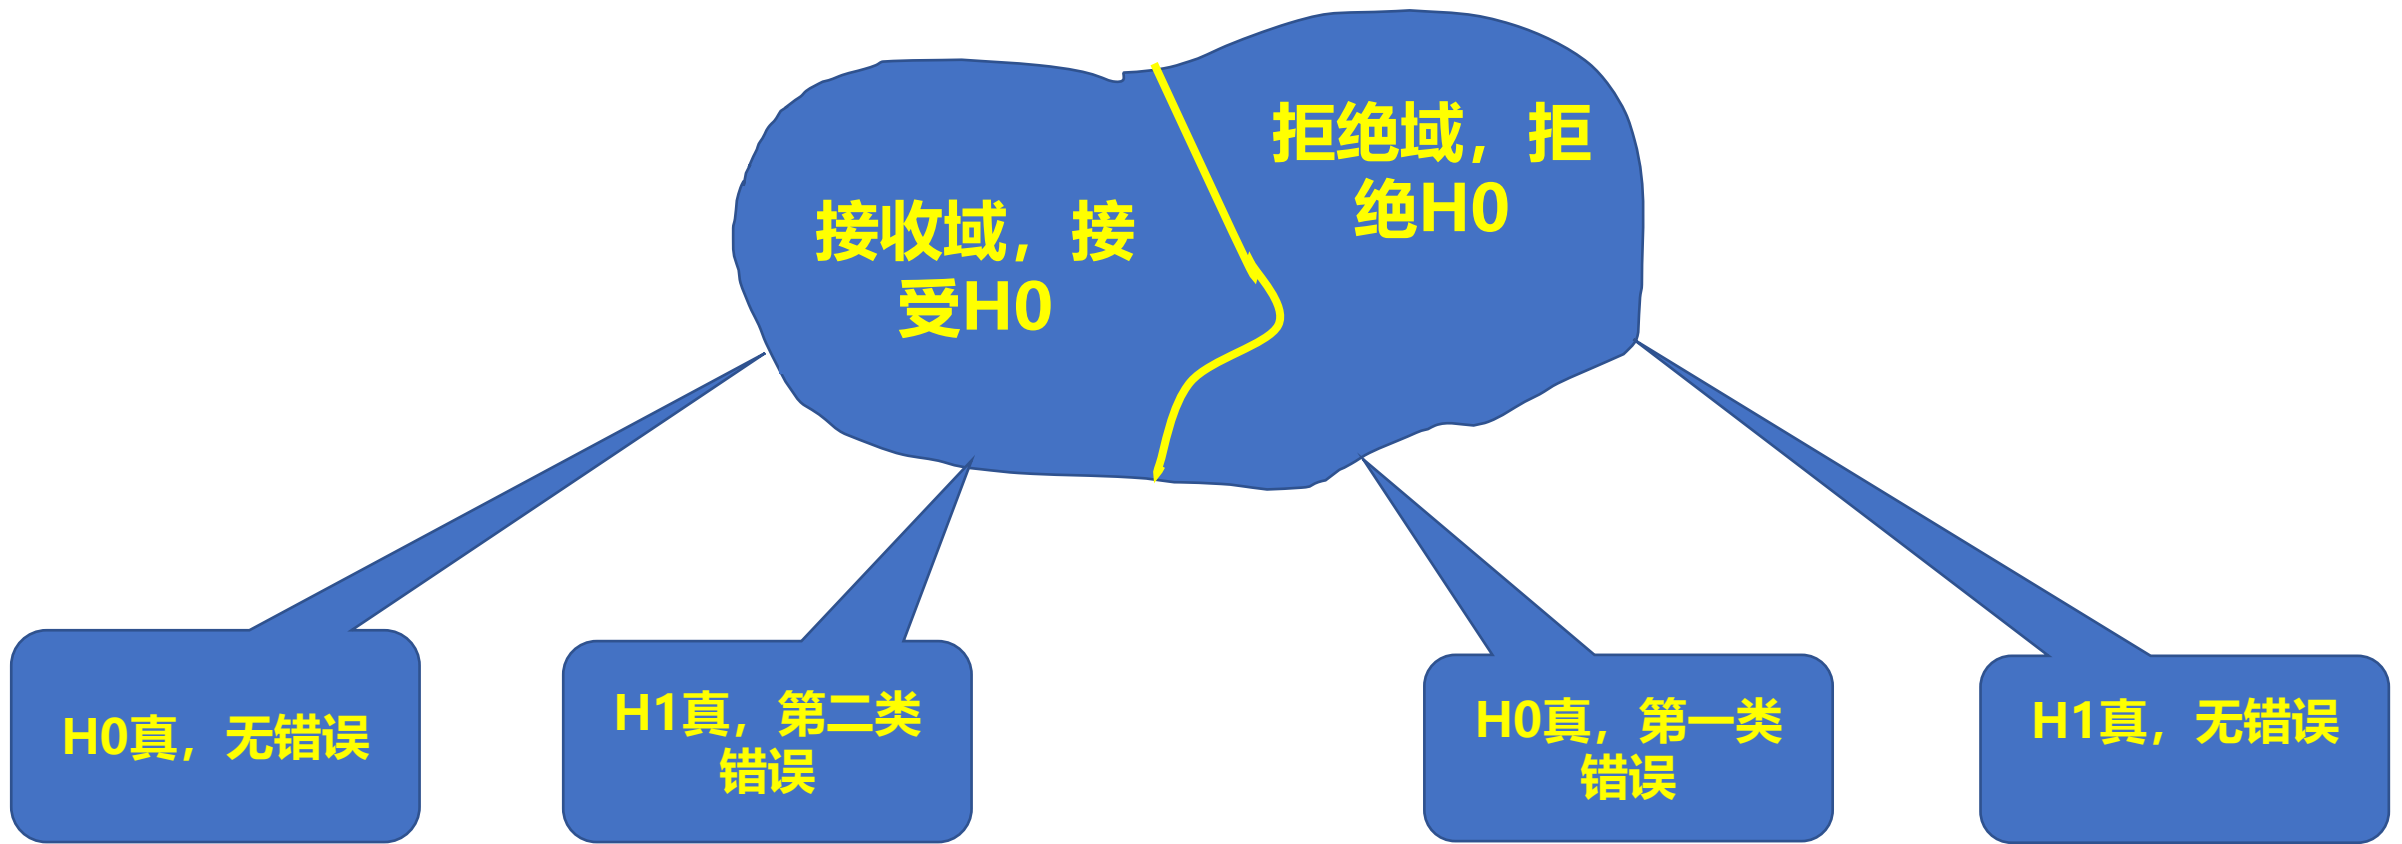 拒绝域，拒
绝H0
接收域，接
受H0
H0真，无错误
H1真，第二类
错误
H0真，第一类
错误
H1真，无错误